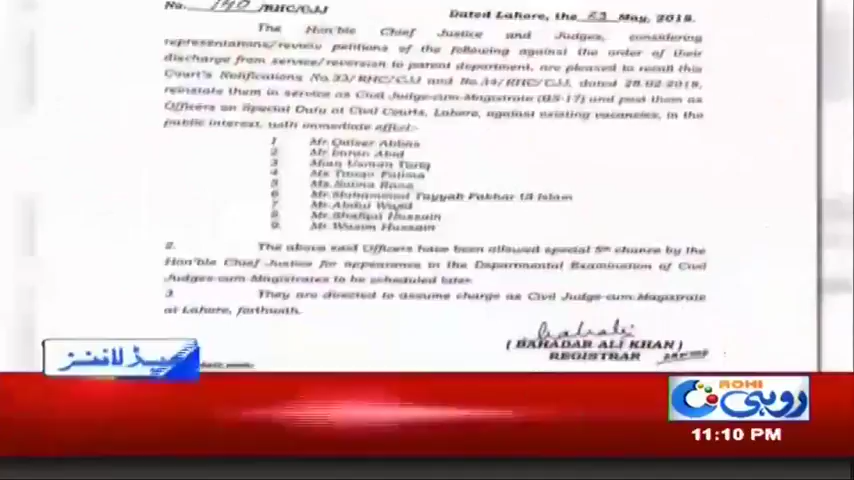 No. 140 /RHC/CJJ
Dated Lahore, the 23 May, 2018.
The Hon'ble Chief Justice and Judges, considering
representations/review petitions of the following against the order of their
discharge from service/reversion to parent department, are pleased to recall this
Court's Notifications No.33/RHC/CJJ and No.34/RHC/CJJ, dated 28.02.2018,
reinstate them in service as Civil Judge-cum-Magistrate (BS-17) and post them as
Officers on Special Duty at Civil Courts, Lahore, against existing vacancies, in the
public interest, with immediate effect:-
1 Mr. Qaiser Abbas
2 Mr. Imran Abid
3 Mian Usman Tariq
4 Ms. Fatima
5 Ms. Saima
6 Mr. Muhammad Tayyab Fakhar Ul Islam
7 Mr. Abdul Wajid
8. Mr. Shafqat Hussain
9. Mr. Wasim Hussain
2. The above said Officers have been allowed special 5th chance by the
Hon'ble Chief Justice for appearance in the Departmental Examination of Civil
Judges-cum-Magistrates to be scheduled later.
3 They are directed to assume charge as Civil Judge-cum-Magistrate
at Lahore, forthwith.
(BAHADAR ALI KHAN)
REGISTRAR
ہیڈ لائنز
ROHI
روہی
11:10 PM